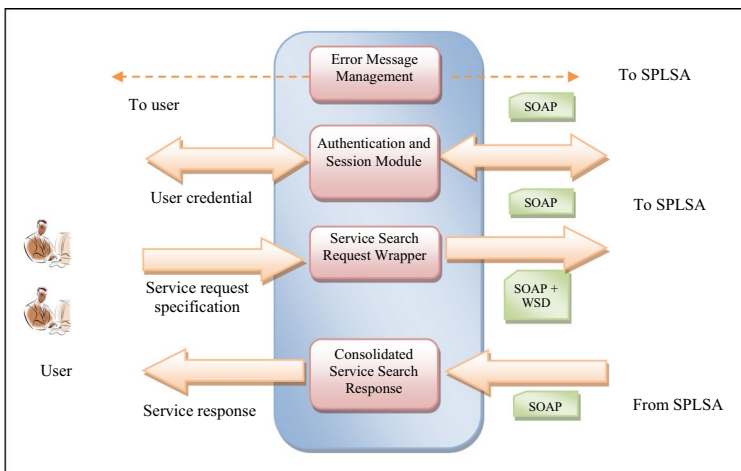 Error Message
Management
To SPLSA
To user
SOAP
Authentication and
Session Module
User credential
SOAP
To SPLSA
Service Search
Request Wrapper
Service request
specification
SOAP +
WSD
Consolidated
Service Search
Response
User
Service response
SOAP
From SPLSA